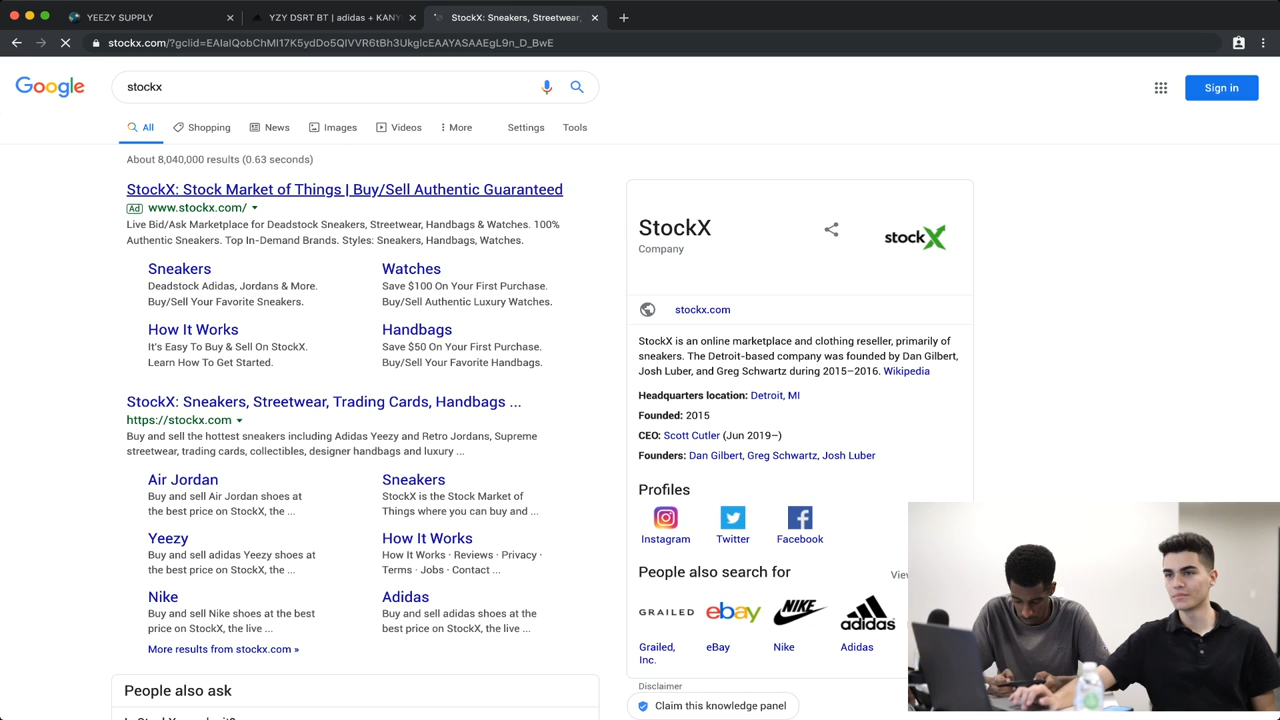 YEEZY SUPPLY
YZY DSRT BT | adidas + KANY
StockX: Sneakers, Streetwear,
stockx.com/?gclid=EAIaIQobChMI17K5ydDo5QIVVR6tBh3UkgIcEAAYASAAEgL9n_D_BwE
Google
stockx
Sign in
All
Shopping
News
Images
Videos
More
Settings
Tools
About 8,040,000 results (0.63 seconds)
StockX: Stock Market of Things | Buy/Sell Authentic Guaranteed
Ad www.stockx.com/
Live Bid/Ask Marketplace for Deadstock Sneakers, Streetwear, Handbags & Watches. 100%
Authentic Sneakers. Top In-Demand Brands. Styles: Sneakers, Handbags, Watches.
Sneakers
Deadstock Adidas, Jordans & More.
Buy/Sell Your Favorite Sneakers.
Watches
Save $100 On Your First Purchase.
Buy/Sell Authentic Luxury Watches.
How It Works
It's Easy To Buy & Sell On StockX.
Learn How To Get Started.
Handbags
Save $50 On Your First Purchase.
Buy/Sell Your Favorite Handbags.
StockX: Sneakers, Streetwear, Trading Cards, Handbags ...
https://stockx.com
Buy and sell the hottest sneakers including Adidas Yeezy and Retro Jordans, Supreme
streetwear, trading cards, collectibles, designer handbags and luxury ...
Air Jordan
Buy and sell Air Jordan shoes at
the best price on StockX, the ...
Sneakers
StockX is the Stock Market of
Things where you can buy and ...
Yeezy
Buy and sell adidas Yeezy shoes at
the best price on StockX, the ...
How It Works
How It Works · Reviews · Privacy ·
Terms · Jobs · Contact ...
Nike
Buy and sell Nike shoes at the best
price on StockX, the live ...
Adidas
Buy and sell adidas shoes at the
best price on StockX, the live ...
More results from stockx.com »
People also ask
StockX
Company
stockX
stockx.com
StockX is an online marketplace and clothing reseller, primarily of
sneakers. The Detroit-based company was founded by Dan Gilbert,
Josh Luber, and Greg Schwartz during 2015–2016. Wikipedia
Headquarters location: Detroit, MI
Founded: 2015
CEO: Scott Cutler (Jun 2019–)
Founders: Dan Gilbert, Greg Schwartz, Josh Luber
Profiles
Instagram
Twitter
Facebook
People also search for
View
GRAILED
ebay
NIKE
adidas
Grailed,
Inc.
eBay
Nike
Adidas
Disclaimer
Claim this knowledge panel